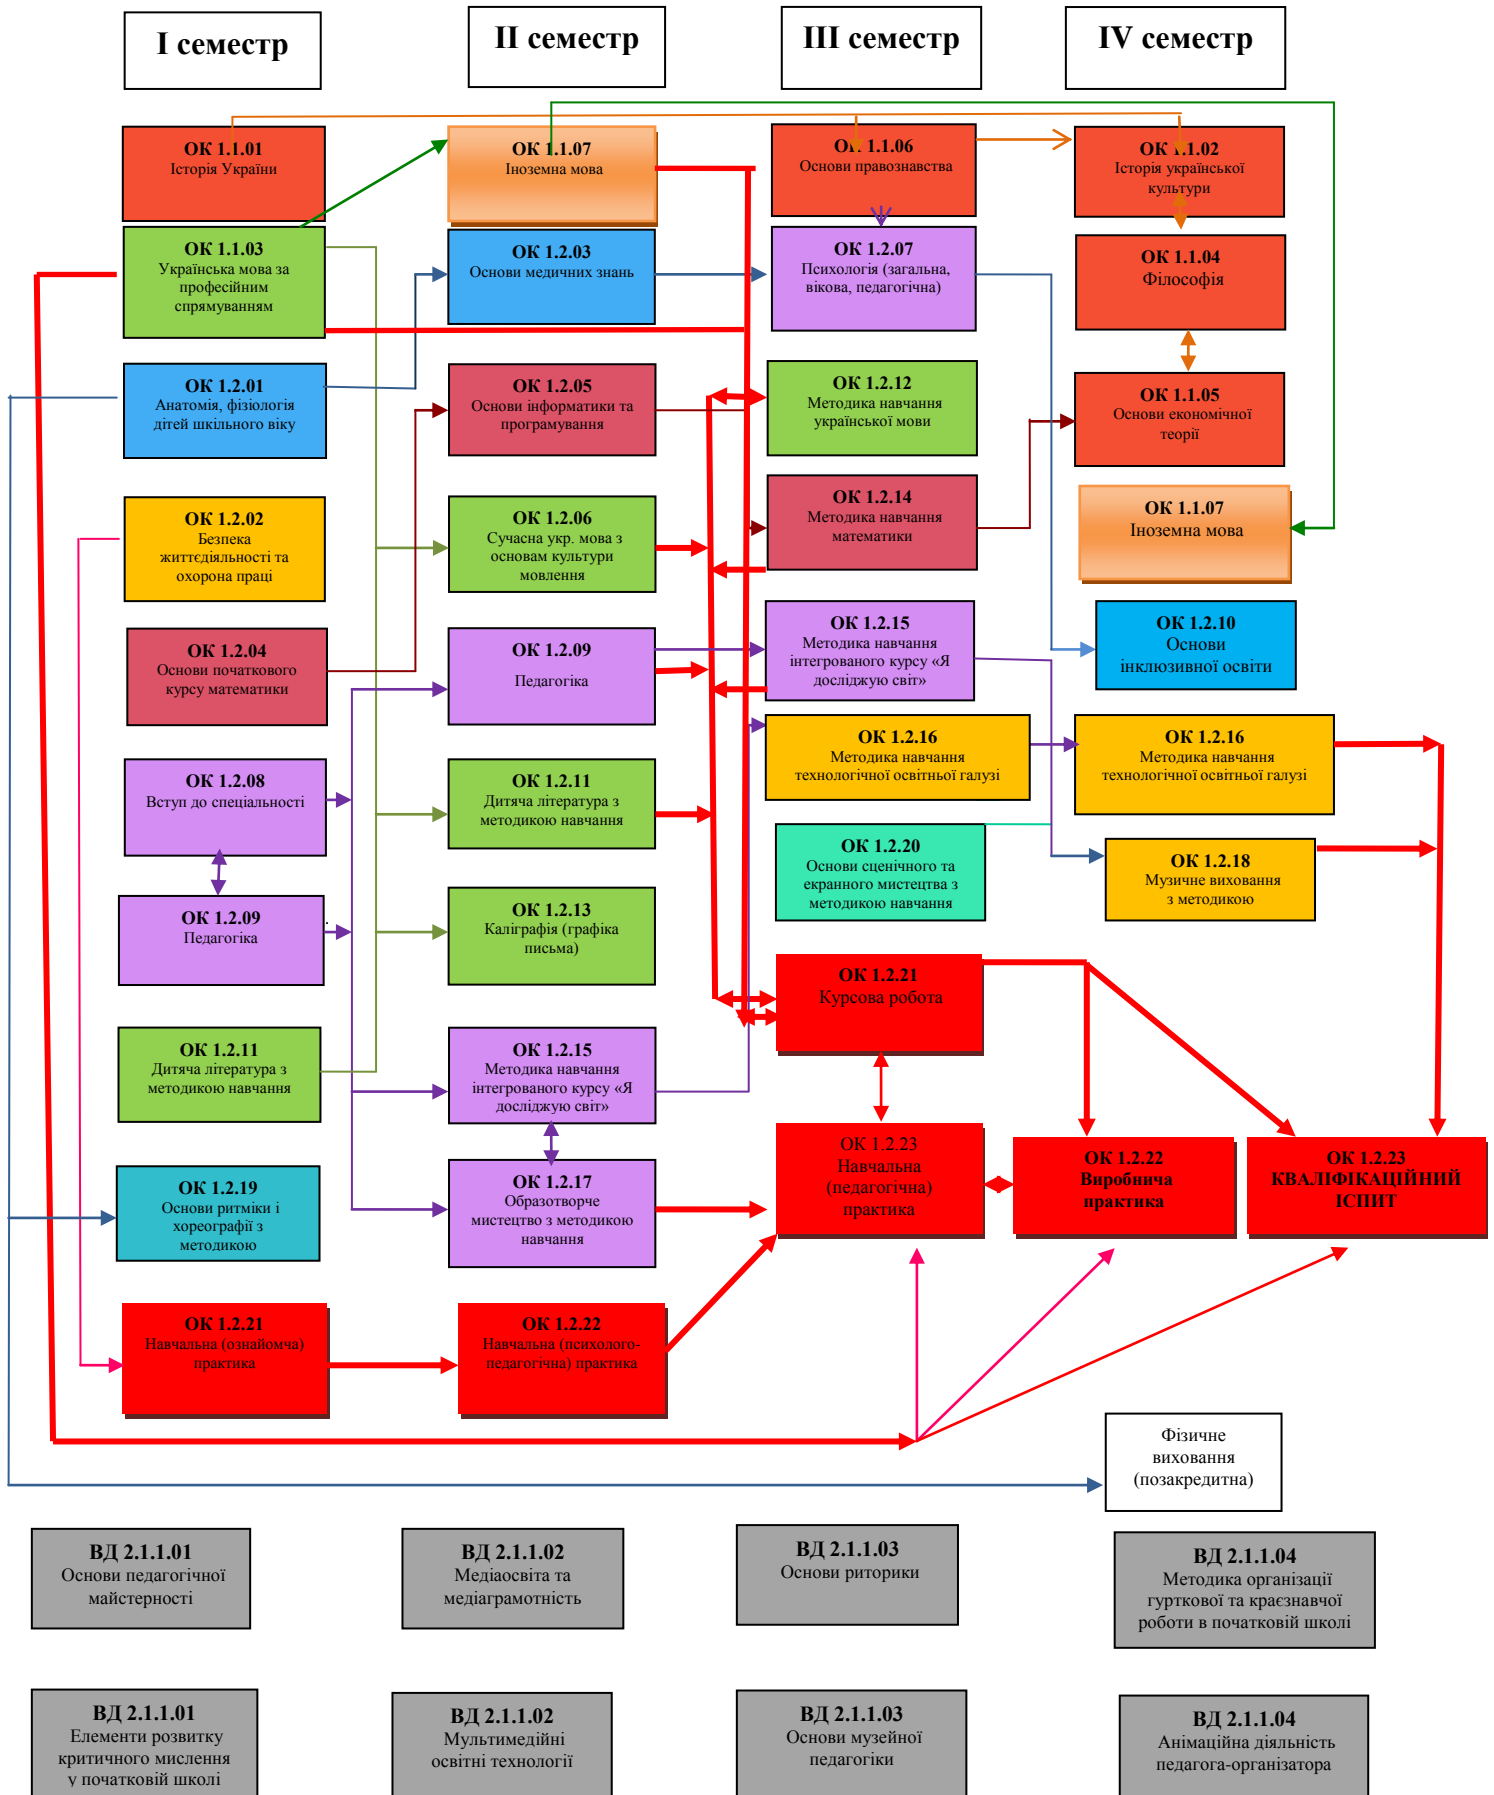 I семестр
II семестр
III семестр
IV семестр
ОК 1.1.01
Історія України
ОК 1.1.07
Іноземна мова
ОК 1.1.06
Основи правознавства
ОК 1.1.02
Історія української
культури
ОК 1.1.03
Українська мова за
професійним
спрямуванням
ОК 1.2.03
Основи медичних знань
ОК 1.2.07
Психологія (загальна,
вікова, педагогічна)
ОК 1.1.04
Філософія
ОК 1.2.01
Анатомія, фізіологія
дітей шкільного віку
ОК 1.2.05
Основи інформатики та
програмування
ОК 1.2.12
Методика навчання
української мови
ОК 1.1.05
Основи економічної
теорії
ОК 1.2.02
Безпека
життєдіяльності та
охорона праці
ОК 1.2.06
Сучасна укр. мова з
основам культури
мовлення
ОК 1.2.14
Методика навчання
математики
ОК 1.1.07
Іноземна мова
ОК 1.2.04
Основи початкового
курсу математики
ОК 1.2.09
Педагогіка
ОК 1.2.15
Методика навчання
інтегрованого курсу «Я
досліджую світ»
ОК 1.2.10
Основи
інклюзивної освіти
ОК 1.2.08
Вступ до спеціальності
ОК 1.2.11
Дитяча література з
методикою навчання
ОК 1.2.16
Методика навчання
технологічної освітньої галузі
ОК 1.2.16
Методика навчання
технологічної освітньої галузі
ОК 1.2.09
Педагогіка
ОК 1.2.13
Каліграфія (графіка
письма)
ОК 1.2.20
Основи сценічного та
екранного мистецтва з
методикою навчання
ОК 1.2.18
Музичне виховання
з методикою
ОК 1.2.11
Дитяча література з
методикою навчання
ОК 1.2.15
Методика навчання
інтегрованого курсу «Я
досліджую світ»
ОК 1.2.21
Курсова робота
ОК 1.2.19
Основи ритміки і
хореографії з
методикою
ОК 1.2.17
Образотворче
мистецтво з методикою
навчання
ОК 1.2.23
Навчальна
(педагогічна)
практика
ОК 1.2.22
Виробнича
практика
ОК 1.2.23
КВАЛІФІКАЦІЙНИЙ
ІСПИТ
ОК 1.2.21
Навчальна (ознайомча)
практика
ОК 1.2.22
Навчальна (психолого-
педагогічна) практика
Фізичне
виховання
(позакредитна)
ВД 2.1.1.01
Основи педагогічної
майстерності
ВД 2.1.1.02
Медіаосвіта та
медіаграмотність
ВД 2.1.1.03
Основи риторики
ВД 2.1.1.04
Методика організації
гурткової та краєзнавчої
роботи в початковій школі
ВД 2.1.1.01
Елементи розвитку
критичного мислення
у початковій школі
ВД 2.1.1.02
Мультимедійні
освітні технології
ВД 2.1.1.03
Основи музейної
педагогіки
ВД 2.1.1.04
Анімаційна діяльність
педагога-організатора